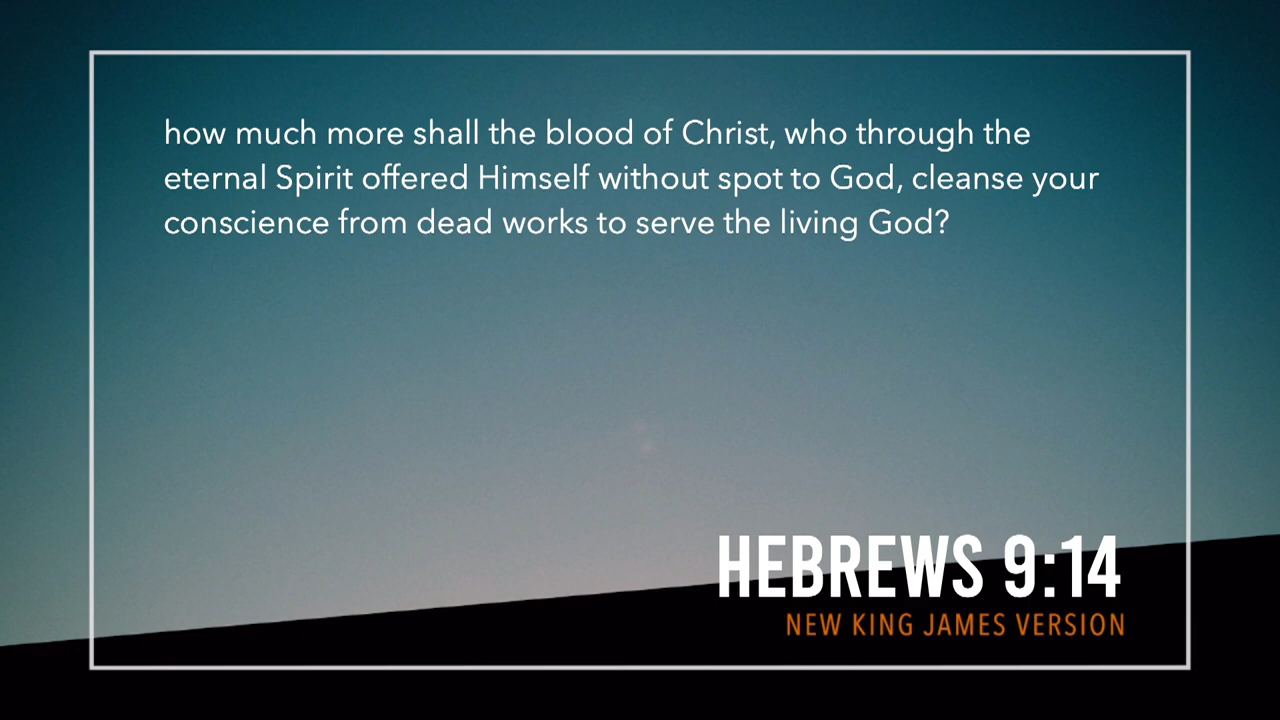 how much more shall the blood of Christ, who through the
eternal Spirit offered Himself without spot to God, cleanse your
conscience from dead works to serve the living God?
HEBREWS 9:14
NEW KING JAMES VERSION